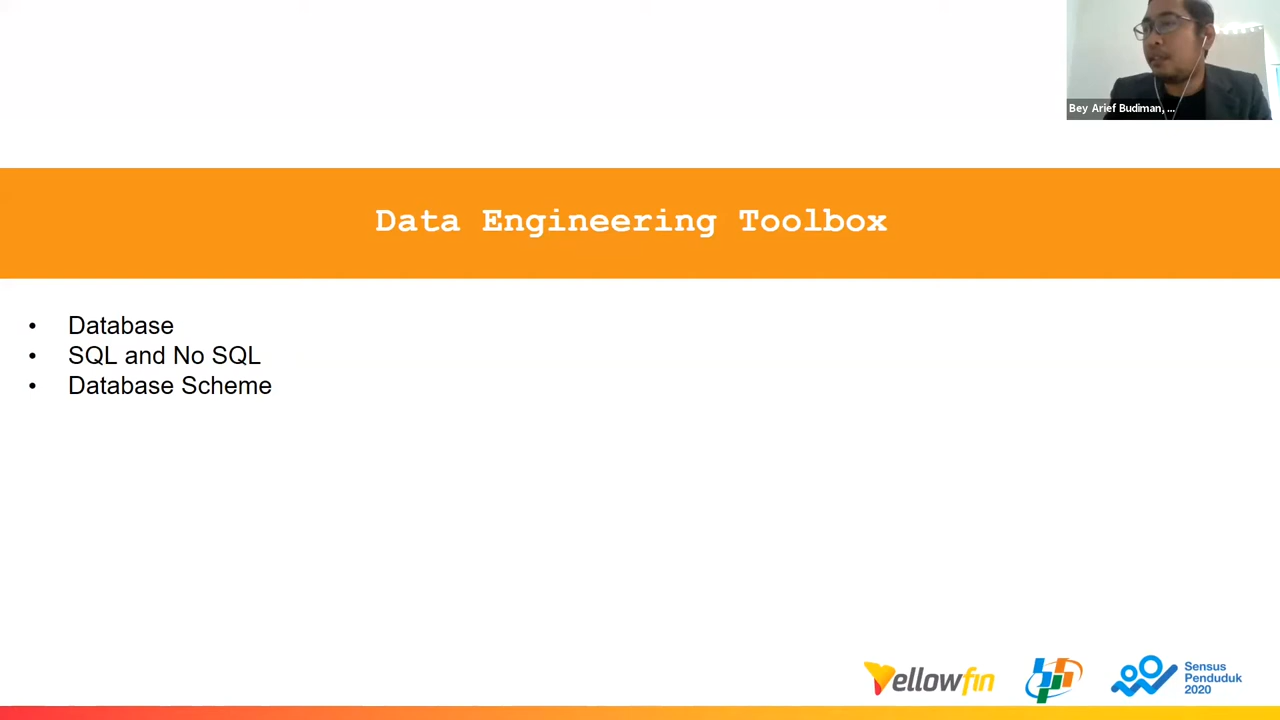 Bey Arief Budiman, ...
Data Engineering Toolbox
• Database
• SQL and No SQL
• Database Scheme
Yellowfin
Sensus
Penduduk
2020